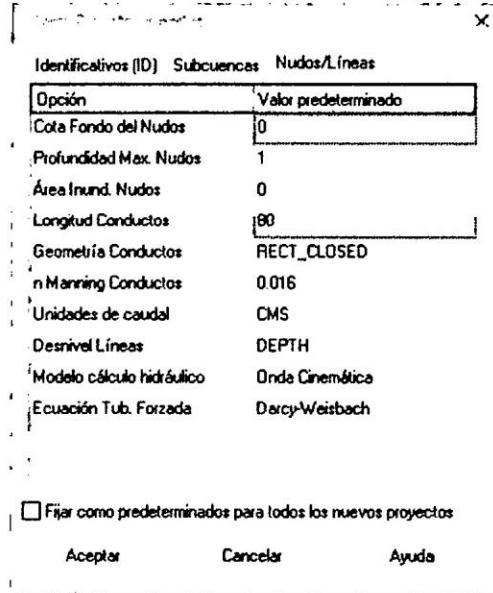 ×
Identificativos (ID) Subcuencas Nudos/Líneas
Opción Valor predeterminado
Cota Fondo del Nudos 0
Profundidad Max. Nudos 1
Área Inund. Nudos 0
Longitud Conductos 80
Geometría Conductos RECT_CLOSED
n Manning Conductos 0.016
Unidades de caudal CMS
Desnivel Líneas DEPTH
Modelo cálculo hidráulico Onda Cinemática
Ecuación Tub. Forzada Darcy-Weisbach
Fijar como predeterminados para todos los nuevos proyectos
Aceptar Cancelar Ayuda